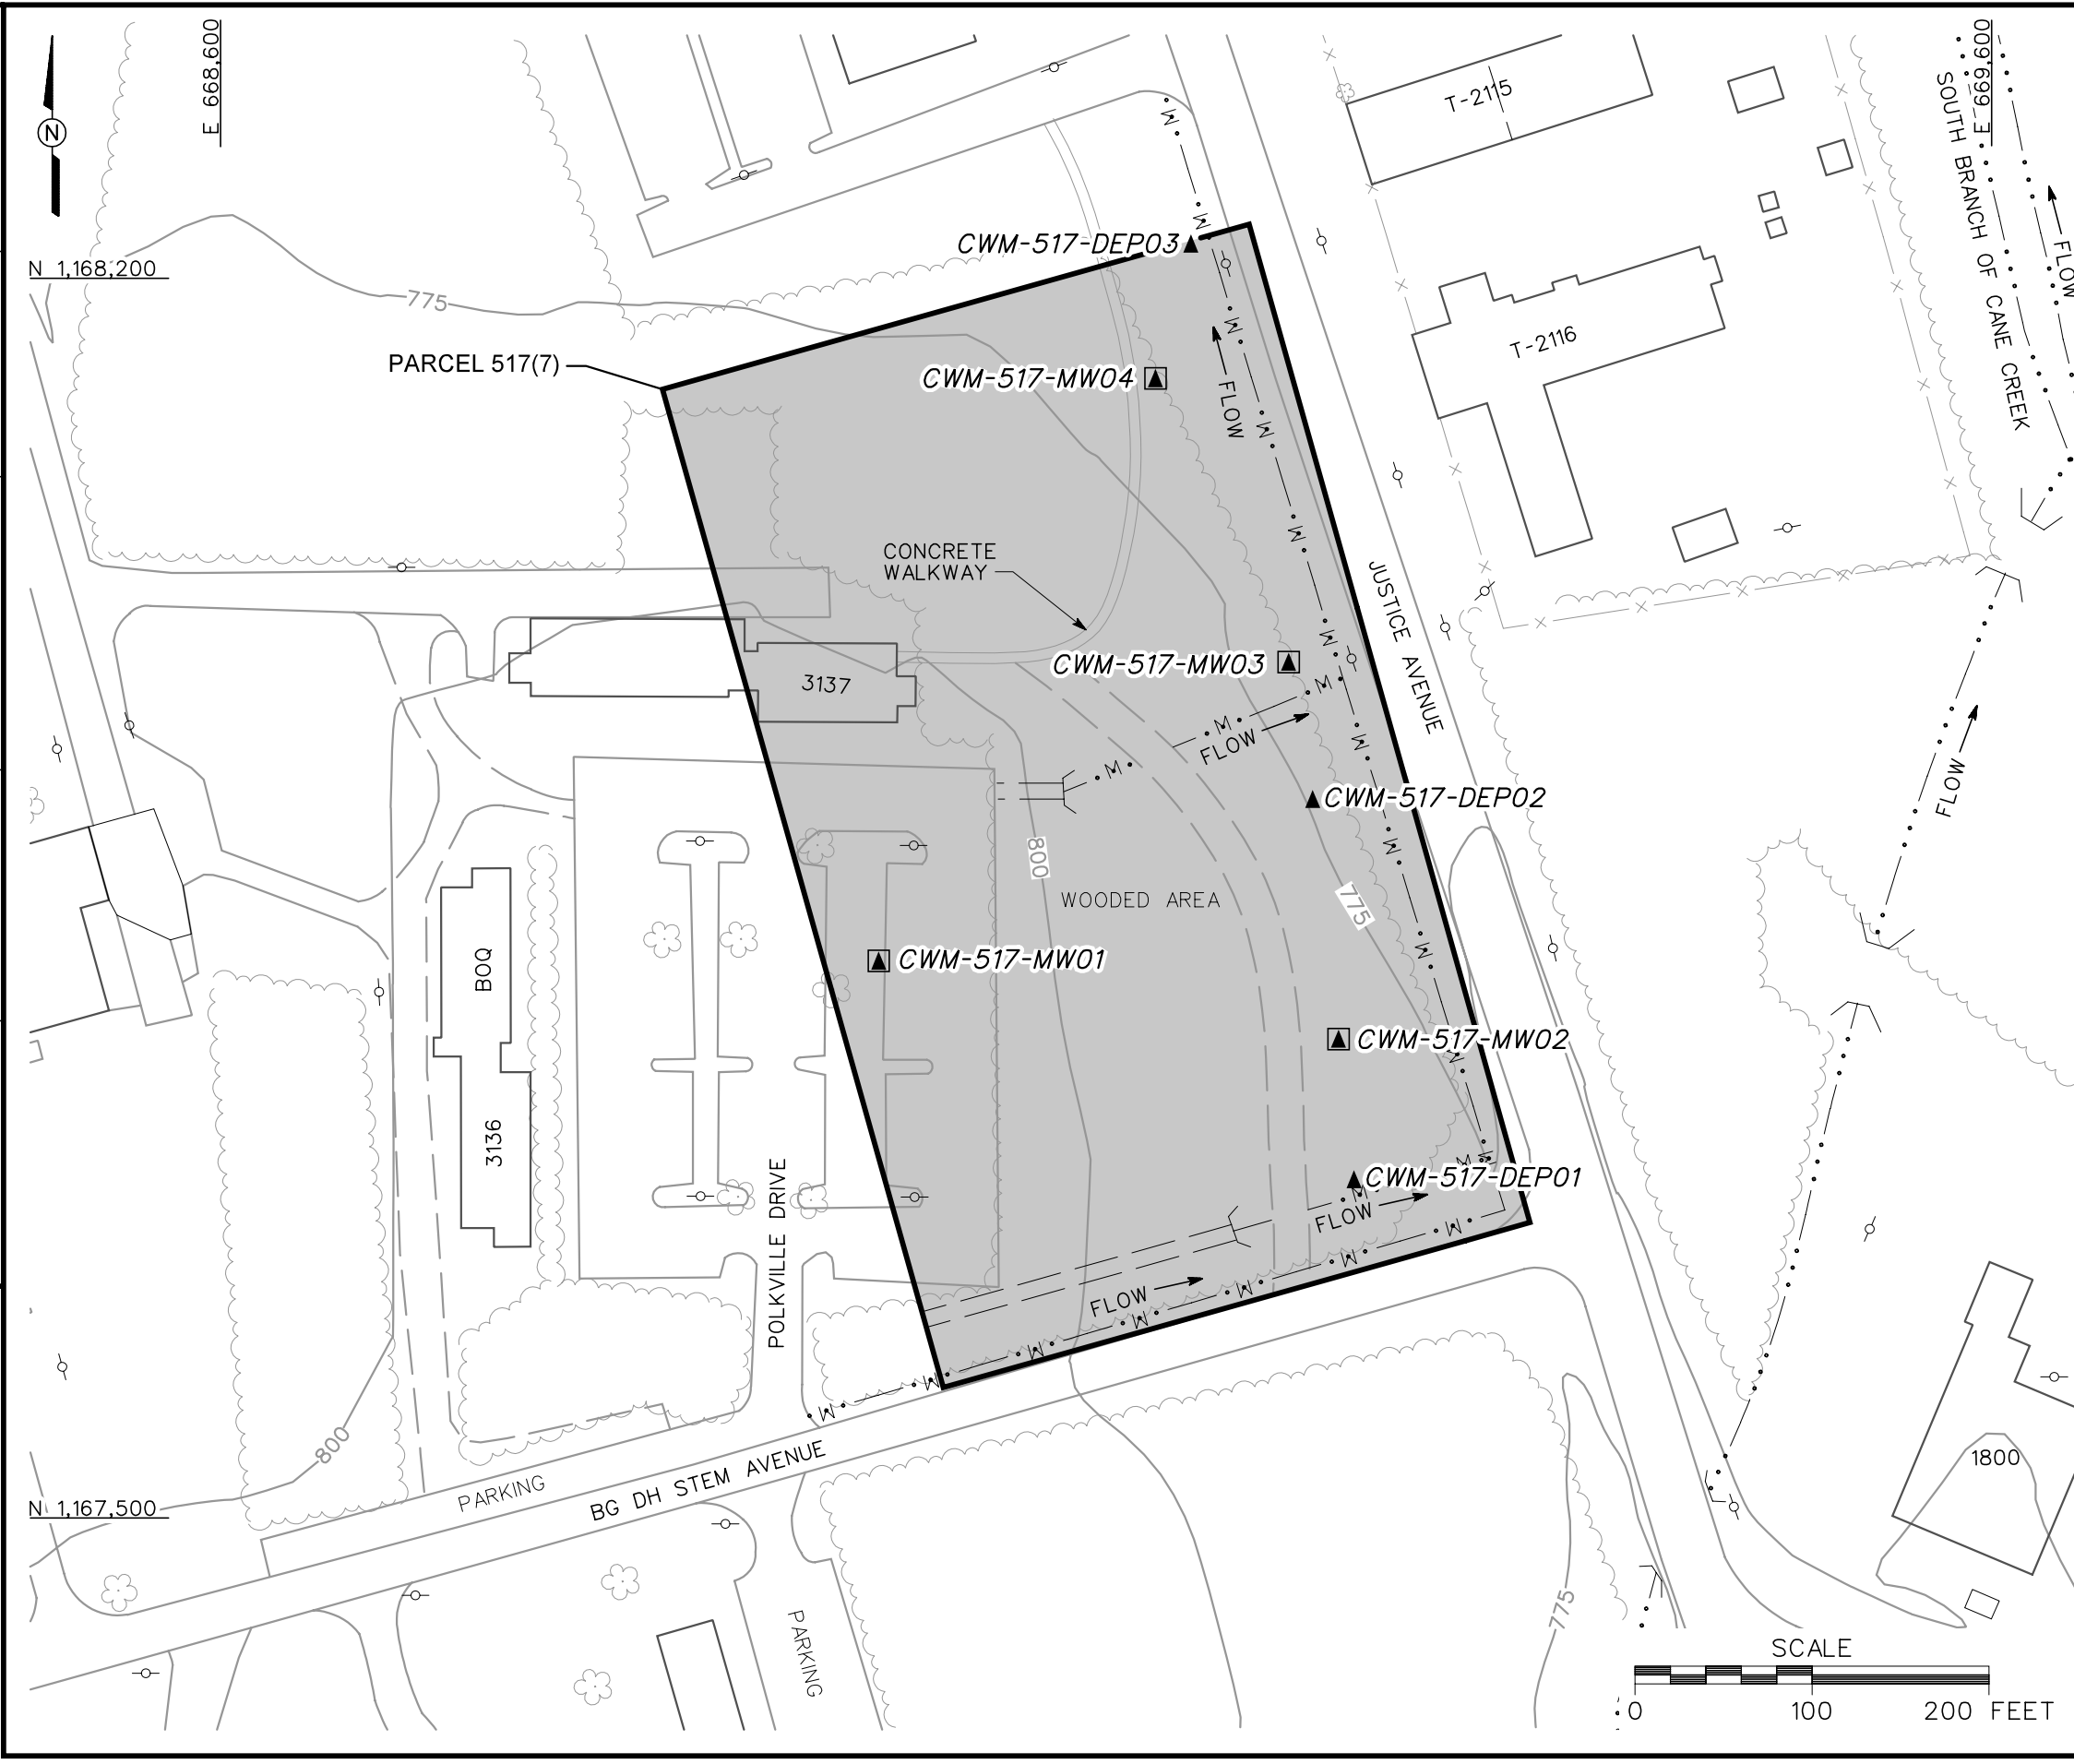 E 668,600
E 669,600
N
T-2115
SOUTH BRANCH OF CANE CREEK
FLOW
CWM-517-DEP03
N 1,168,200
775
T-2116
PARCEL 517(7)
CWM-517-MW04
FLOW
CONCRETE
WALKWAY
JUSTICE AVENUE
CWM-517-MW03
3137
FLOW
FLOW
CWM-517-DEP02
800
WOODED AREA
775
BOQ
CWM-517-MW01
CWM-517-MW02
3136
CWM-517-DEP01
FLOW
POLKVILLE DRIVE
FLOW
800
1800
PARKING
BG DH STEM AVENUE
N 1,167,500
PARKING
775
SCALE
0 100 200 FEET